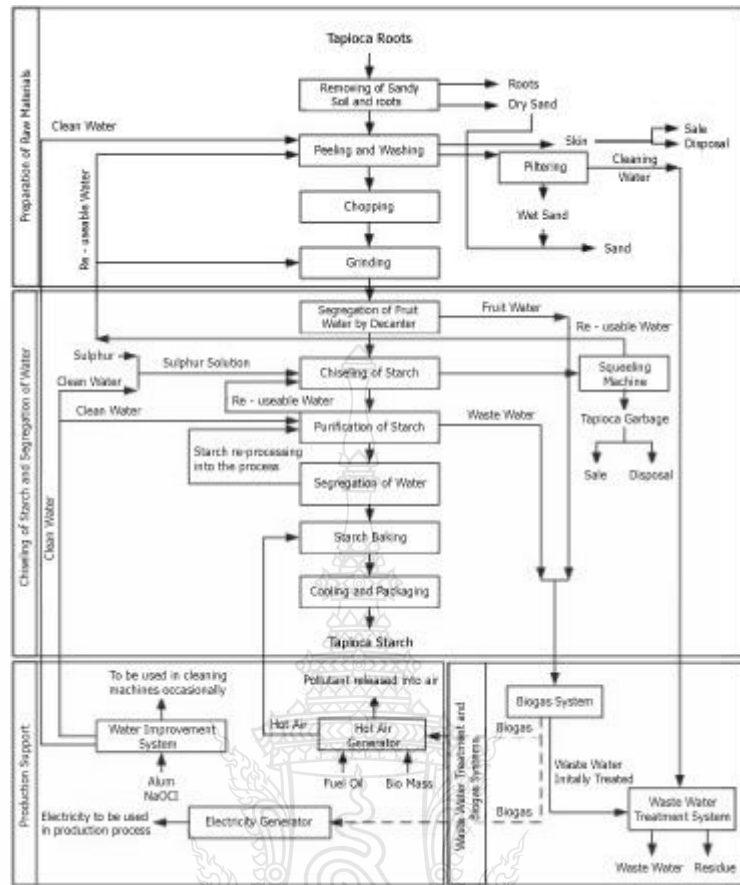 Preparation of Raw Materials
Tapioca Roots
Removing of Sandy
Soil and roots
Roots
Dry Sand
Clean Water
Peeling and Washing
Skin
Sale
Disposal
Piltering
Cleaning
Water
Re - useable Water
Chopping
Wet Sand
Sand
Grinding
Chiseling of Starch and Segregation of Water
Segregation of Fruit
Water by Decanter
Fruit Water
Re - usable Water
Sulphur
Clean Water
Sulphur Solution
Chiseling of Starch
Squeeling
Machine
Re - useable Water
Clean Water
Purification of Starch
Waste Water
Tapioca Garbage
Sale
Disposal
Starch re-processing
into the process
Segregation of Water
Clean Water
Starch Baking
Cooling and Packaging
Tapioca Starch
Production Support
To be used in cleaning
machines occasionally
Water Improvement
System
Alum
NaOCl
Pollutant released into air
Hot Air
Hot Air
Generator
Fuel Oil
Bio Mass
Electricity to be used
in production process
Electricity Generator
Waste Water Treatment and
Biogas Systems
Biogas
Biogas System
Waste Water
Initally Treated
Biogas
Waste Water
Treatment System
Waste Water
Residue